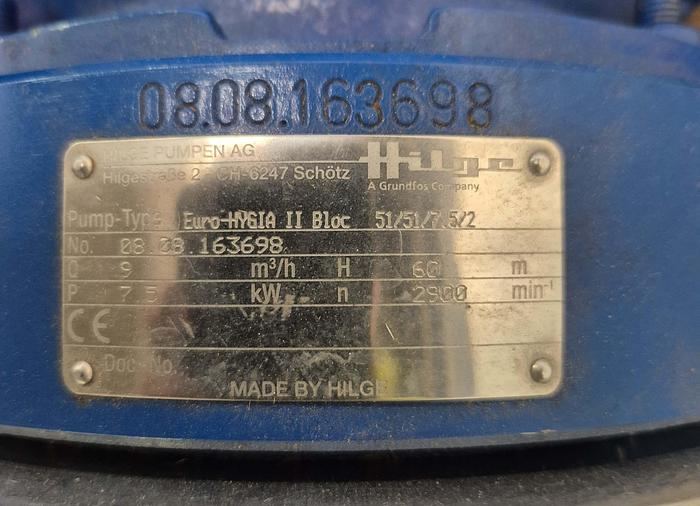 08.08.163698
HILGE PUMPEN AG
Hilgestraße 2 - CH-6247 Schötz
Hilge
A Grundfos Company
Pump-Type Euro-HYGIA II Bloc 51/51/7.5/2
No. 08.08.163698
Q 9 m³/h H 60 m
P 7.5 kW n 2900 min⁻¹
CE
Doc-No.
MADE BY HILGE